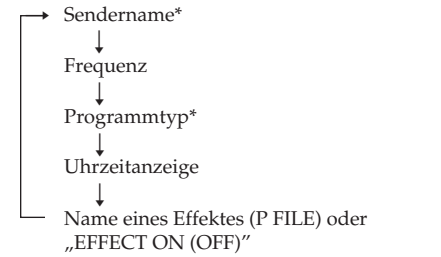 Sendername*
Frequenz
Programmtyp*
Uhrzeitanzeige
Name eines Effektes (P FILE) oder
„EFFECT ON (OFF)”